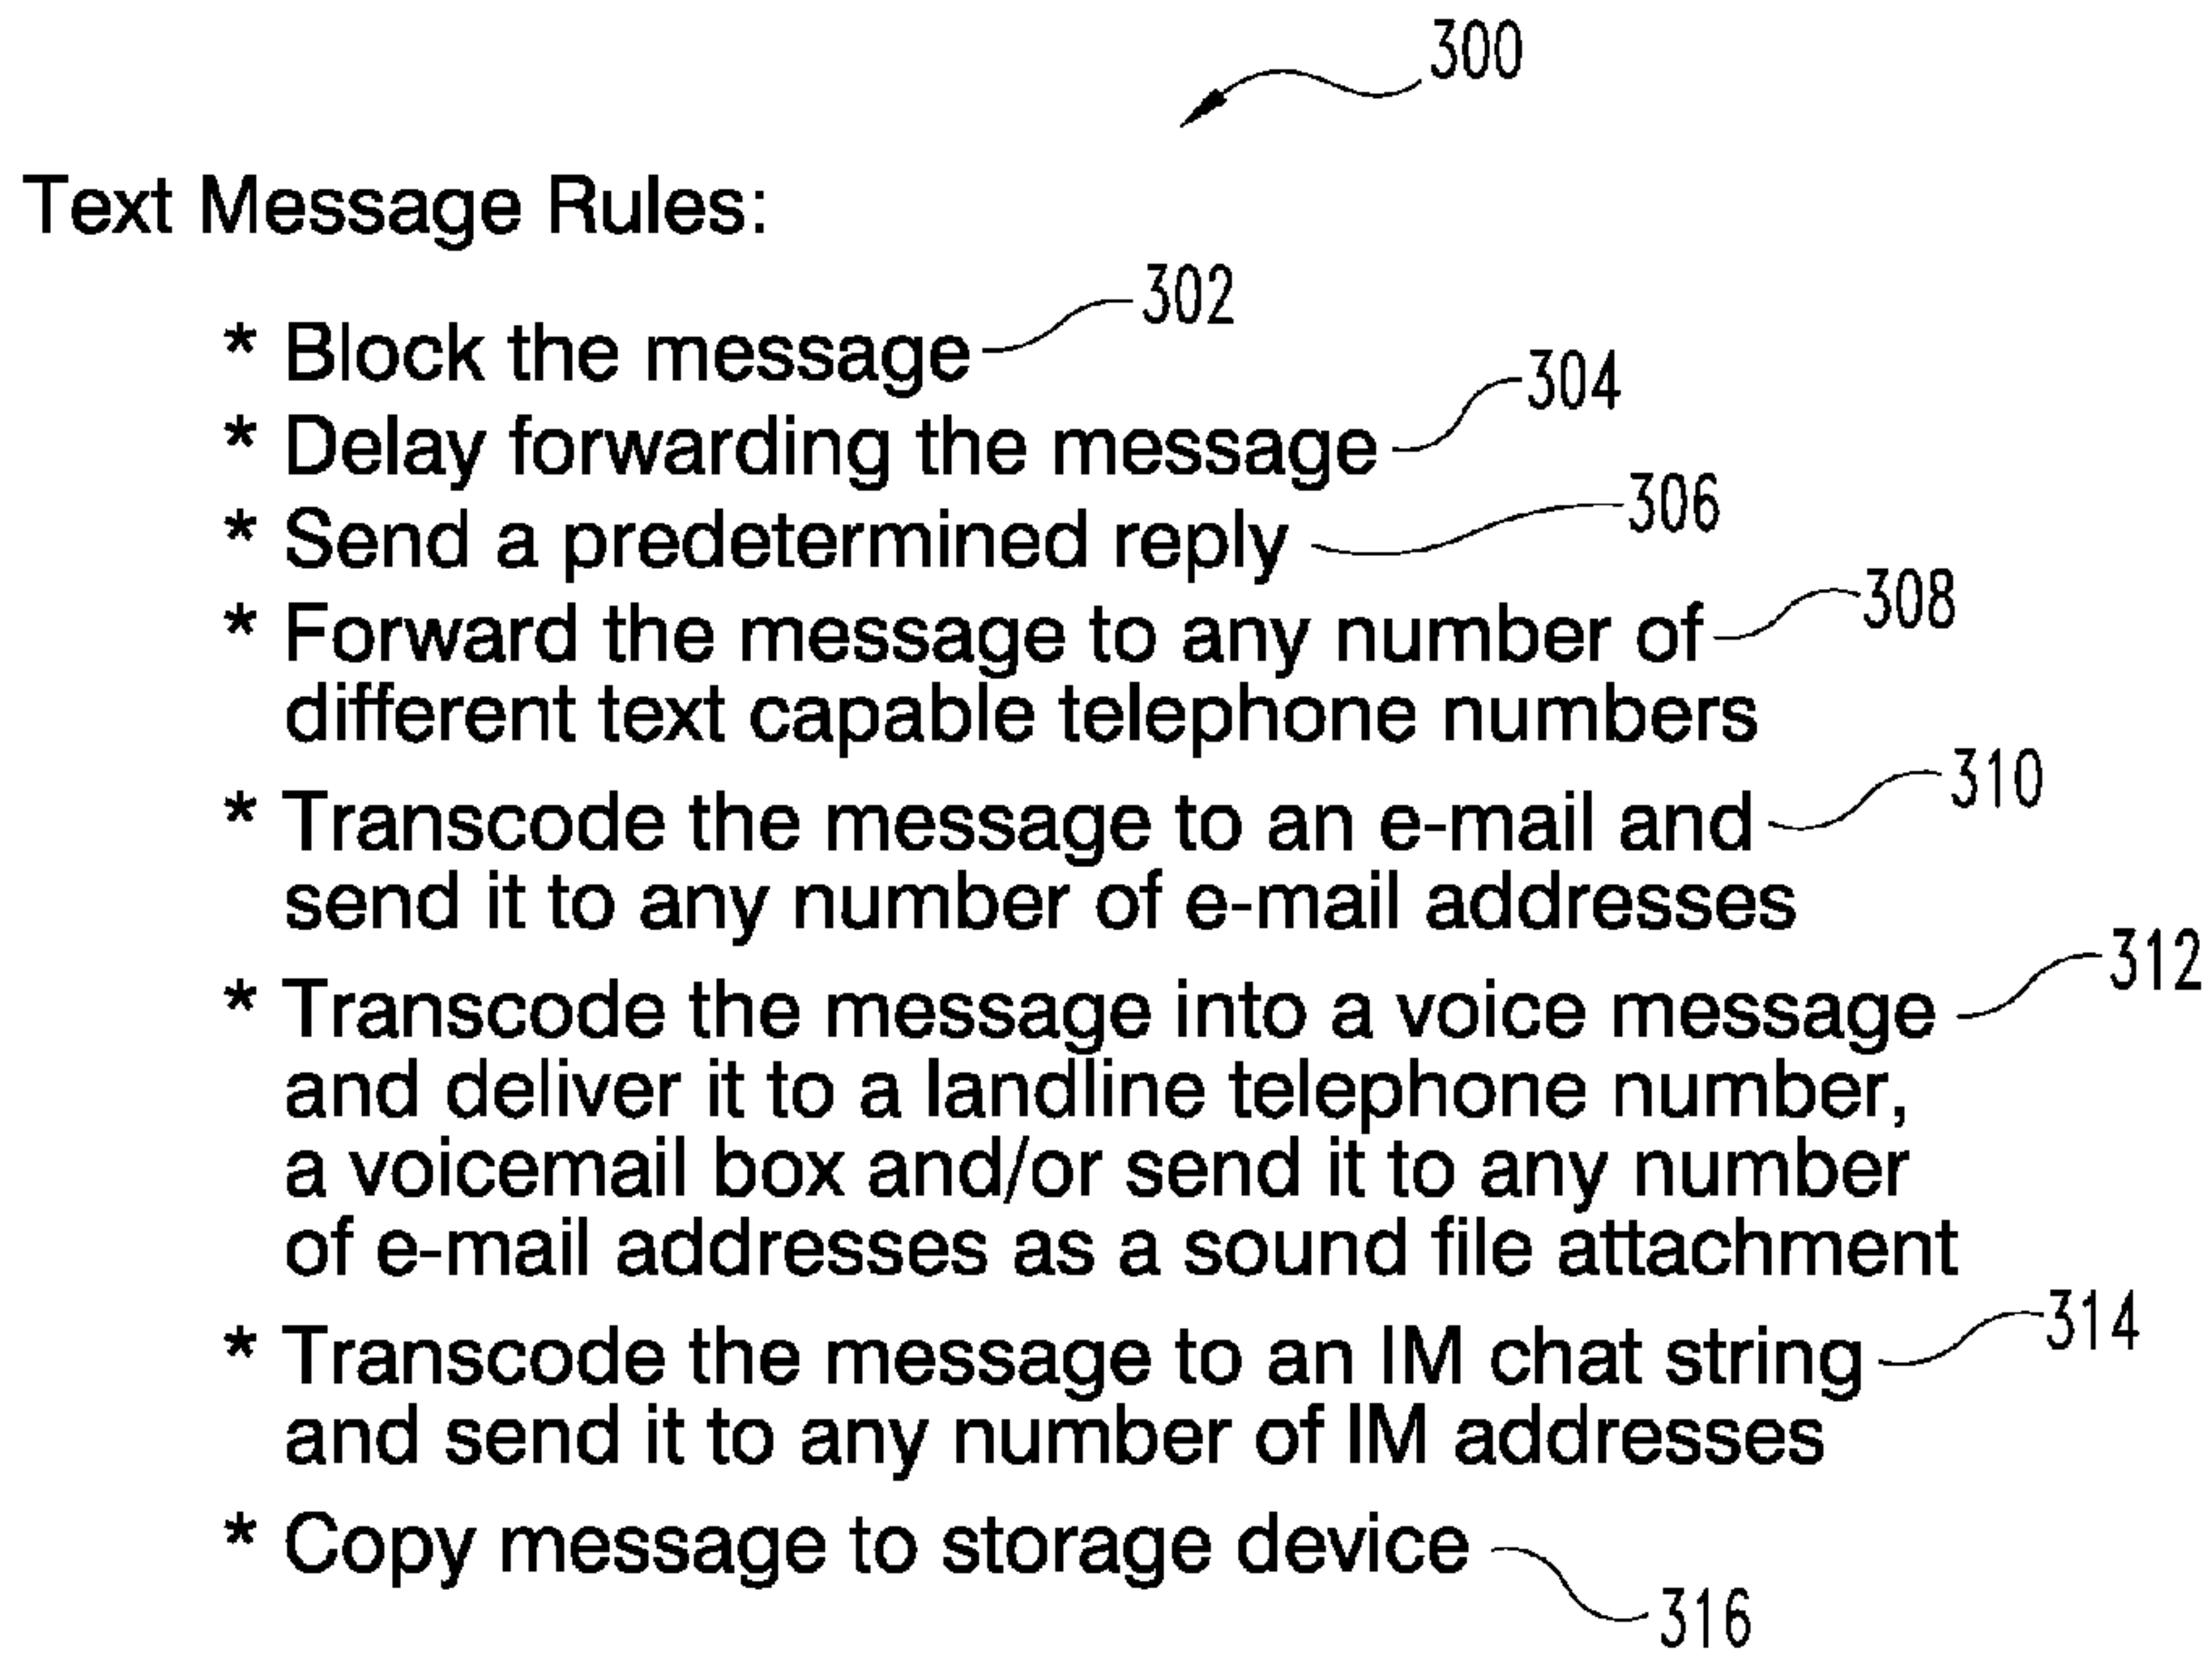 300
Text Message Rules:
* Block the message 302
* Delay forwarding the message 304
* Send a predetermined reply 306
* Forward the message to any number of 308
different text capable telephone numbers
* Transcode the message to an e-mail and 310
send it to any number of e-mail addresses
* Transcode the message into a voice message 312
and deliver it to a landline telephone number,
a voicemail box and/or send it to any number
of e-mail addresses as a sound file attachment
* Transcode the message to an IM chat string 314
and send it to any number of IM addresses
* Copy message to storage device 316